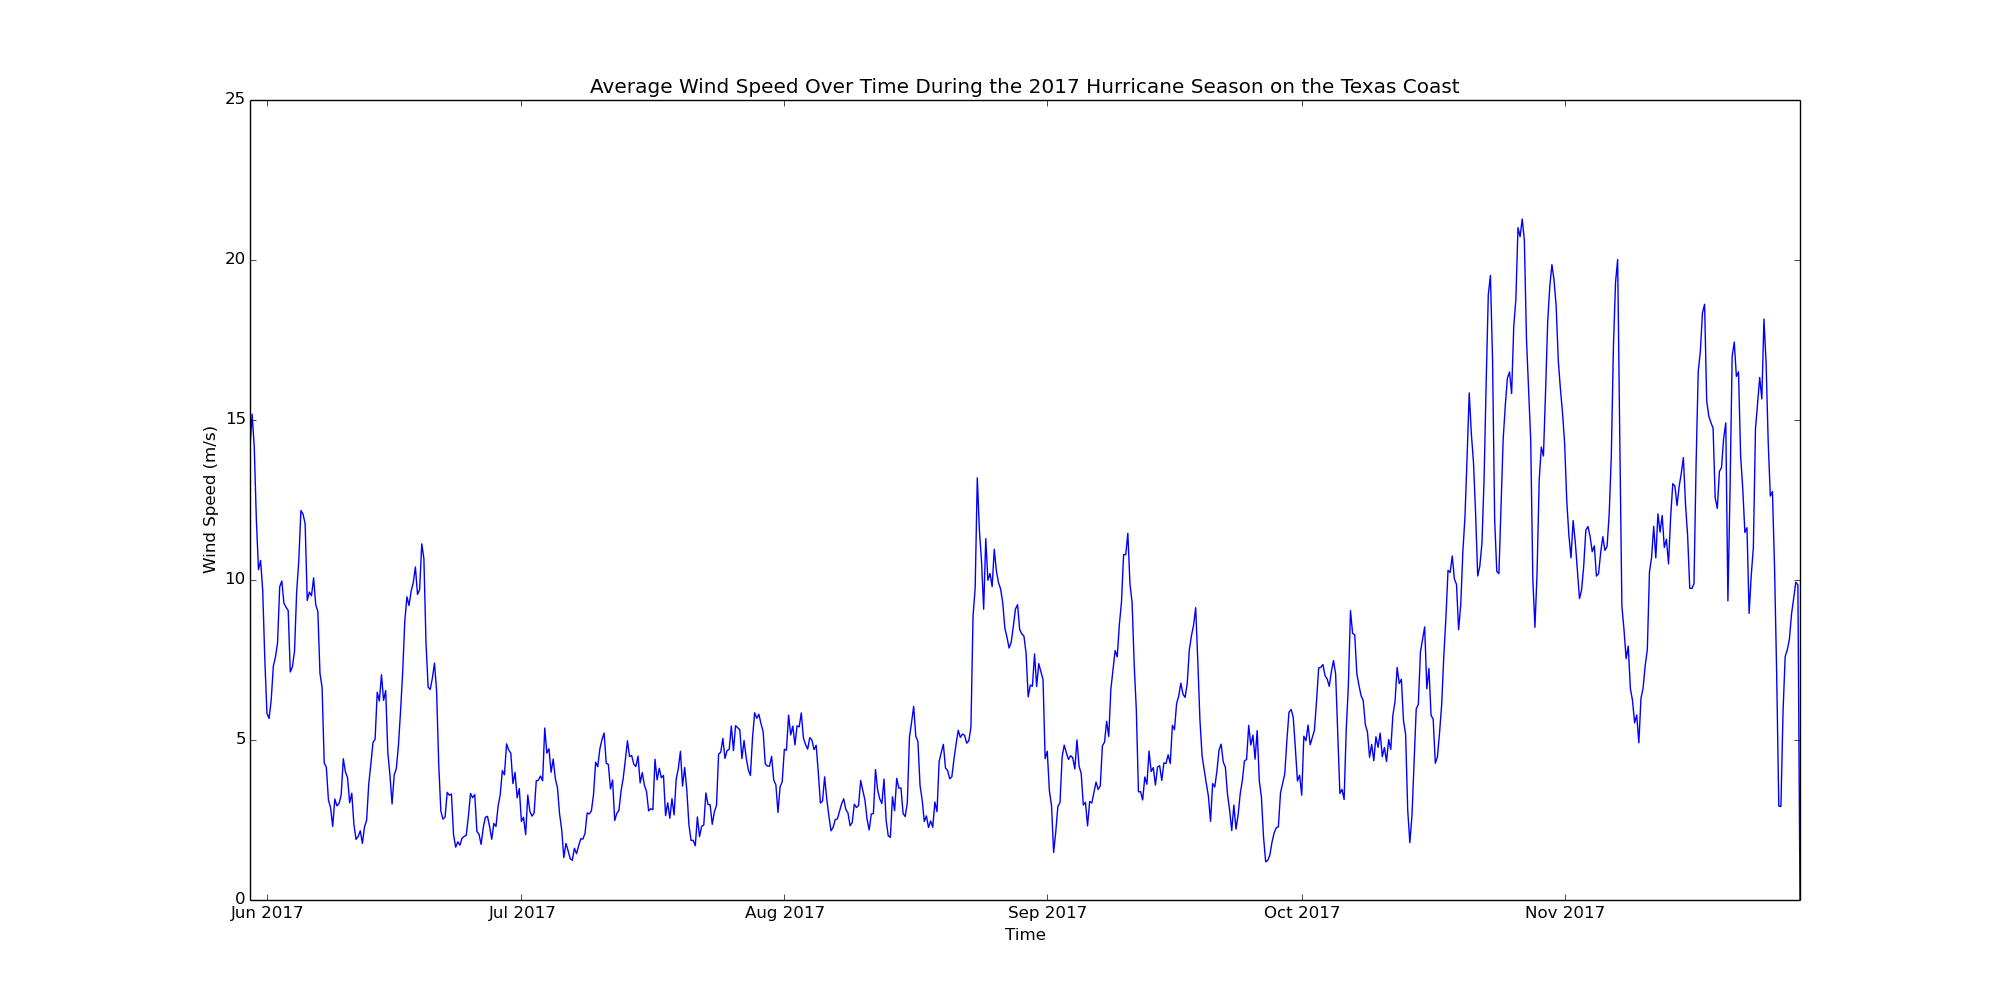 Average Wind Speed Over Time During the 2017 Hurricane Season on the Texas Coast
25
20
15
10
5
0
Wind Speed (m/s)
Jun 2017 Jul 2017 Aug 2017 Sep 2017 Oct 2017 Nov 2017
Time